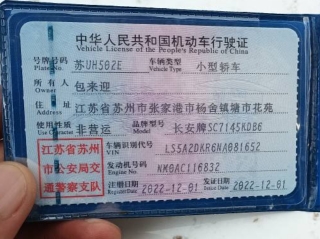 中华人民共和国机动车行驶证
Vehicle License of the People's Republic of China
号牌号码 Plate No. 苏UH502E 车辆类型 Vehicle Type 小型轿车
所有人 Owner 包来迎
住址 Address 江苏省苏州市张家港市杨舍镇塘市花苑
使用性质 Use Character 非营运 品牌型号 Model 长安牌SC7145KDB6
江苏省苏州市公安局交通警察支队
车辆识别代号 VIN LS5A2DKR6NA081652
发动机号码 Engine No. NM0AC116832
注册日期 Register Date 2022-12-01 发证日期 Issue Date 2022-12-01